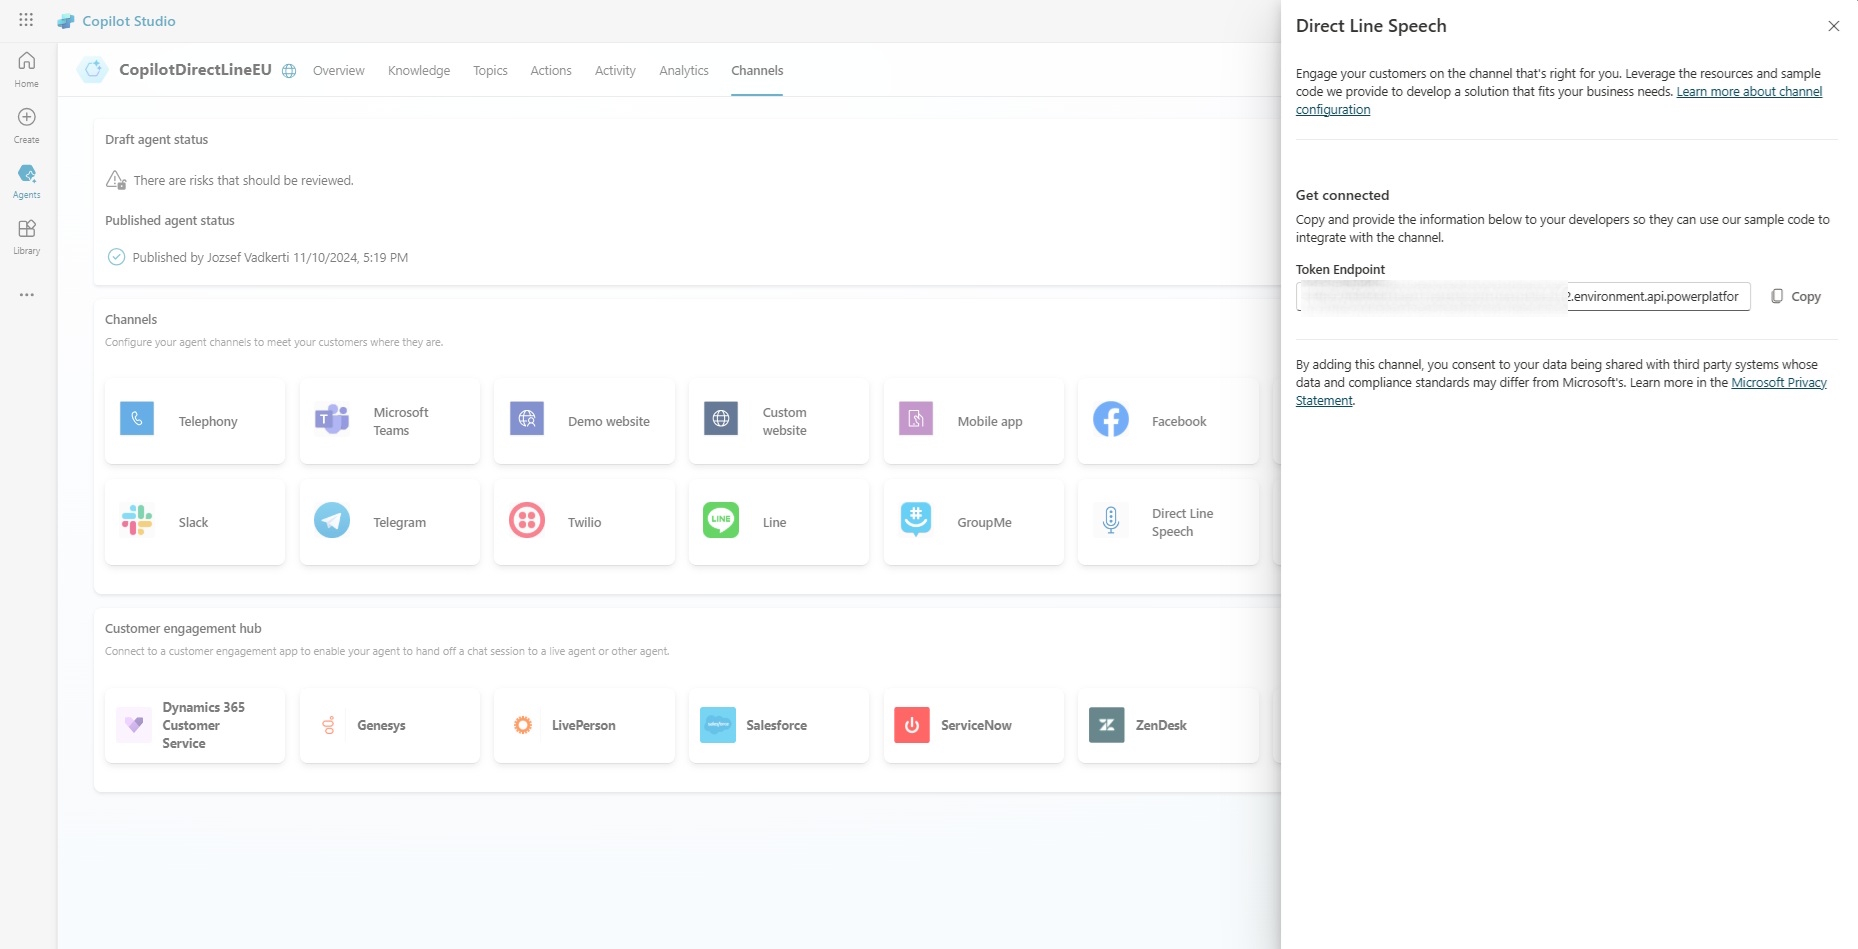 Copilot Studio
Home
Create
Agents
Library
CopilotDirectLineEU
Overview
Knowledge
Topics
Actions
Activity
Analytics
Channels
Draft agent status
There are risks that should be reviewed.
Published agent status
Published by Jozsef Vadkerti 11/10/2024, 5:19 PM
Channels
Configure your agent channels to meet your customers where they are.
Telephony
Microsoft
Teams
Demo website
Custom
website
Mobile app
Facebook
Slack
Telegram
Twilio
LINE
Line
GroupMe
Direct Line
Speech
Customer engagement hub
Connect to a customer engagement app to enable your agent to hand off a chat session to a live agent or other agent.
Dynamics 365
Customer
Service
Genesys
LivePerson
salesforce
Salesforce
ServiceNow
ZenDesk
Direct Line Speech
Engage your customers on the channel that's right for you. Leverage the resources and sample
code we provide to develop a solution that fits your business needs. Learn more about channel
configuration
Get connected
Copy and provide the information below to your developers so they can use our sample code to
integrate with the channel.
Token Endpoint
2.environment.api.powerplatfor
Copy
By adding this channel, you consent to your data being shared with third party systems whose
data and compliance standards may differ from Microsoft's. Learn more in the Microsoft Privacy
Statement.